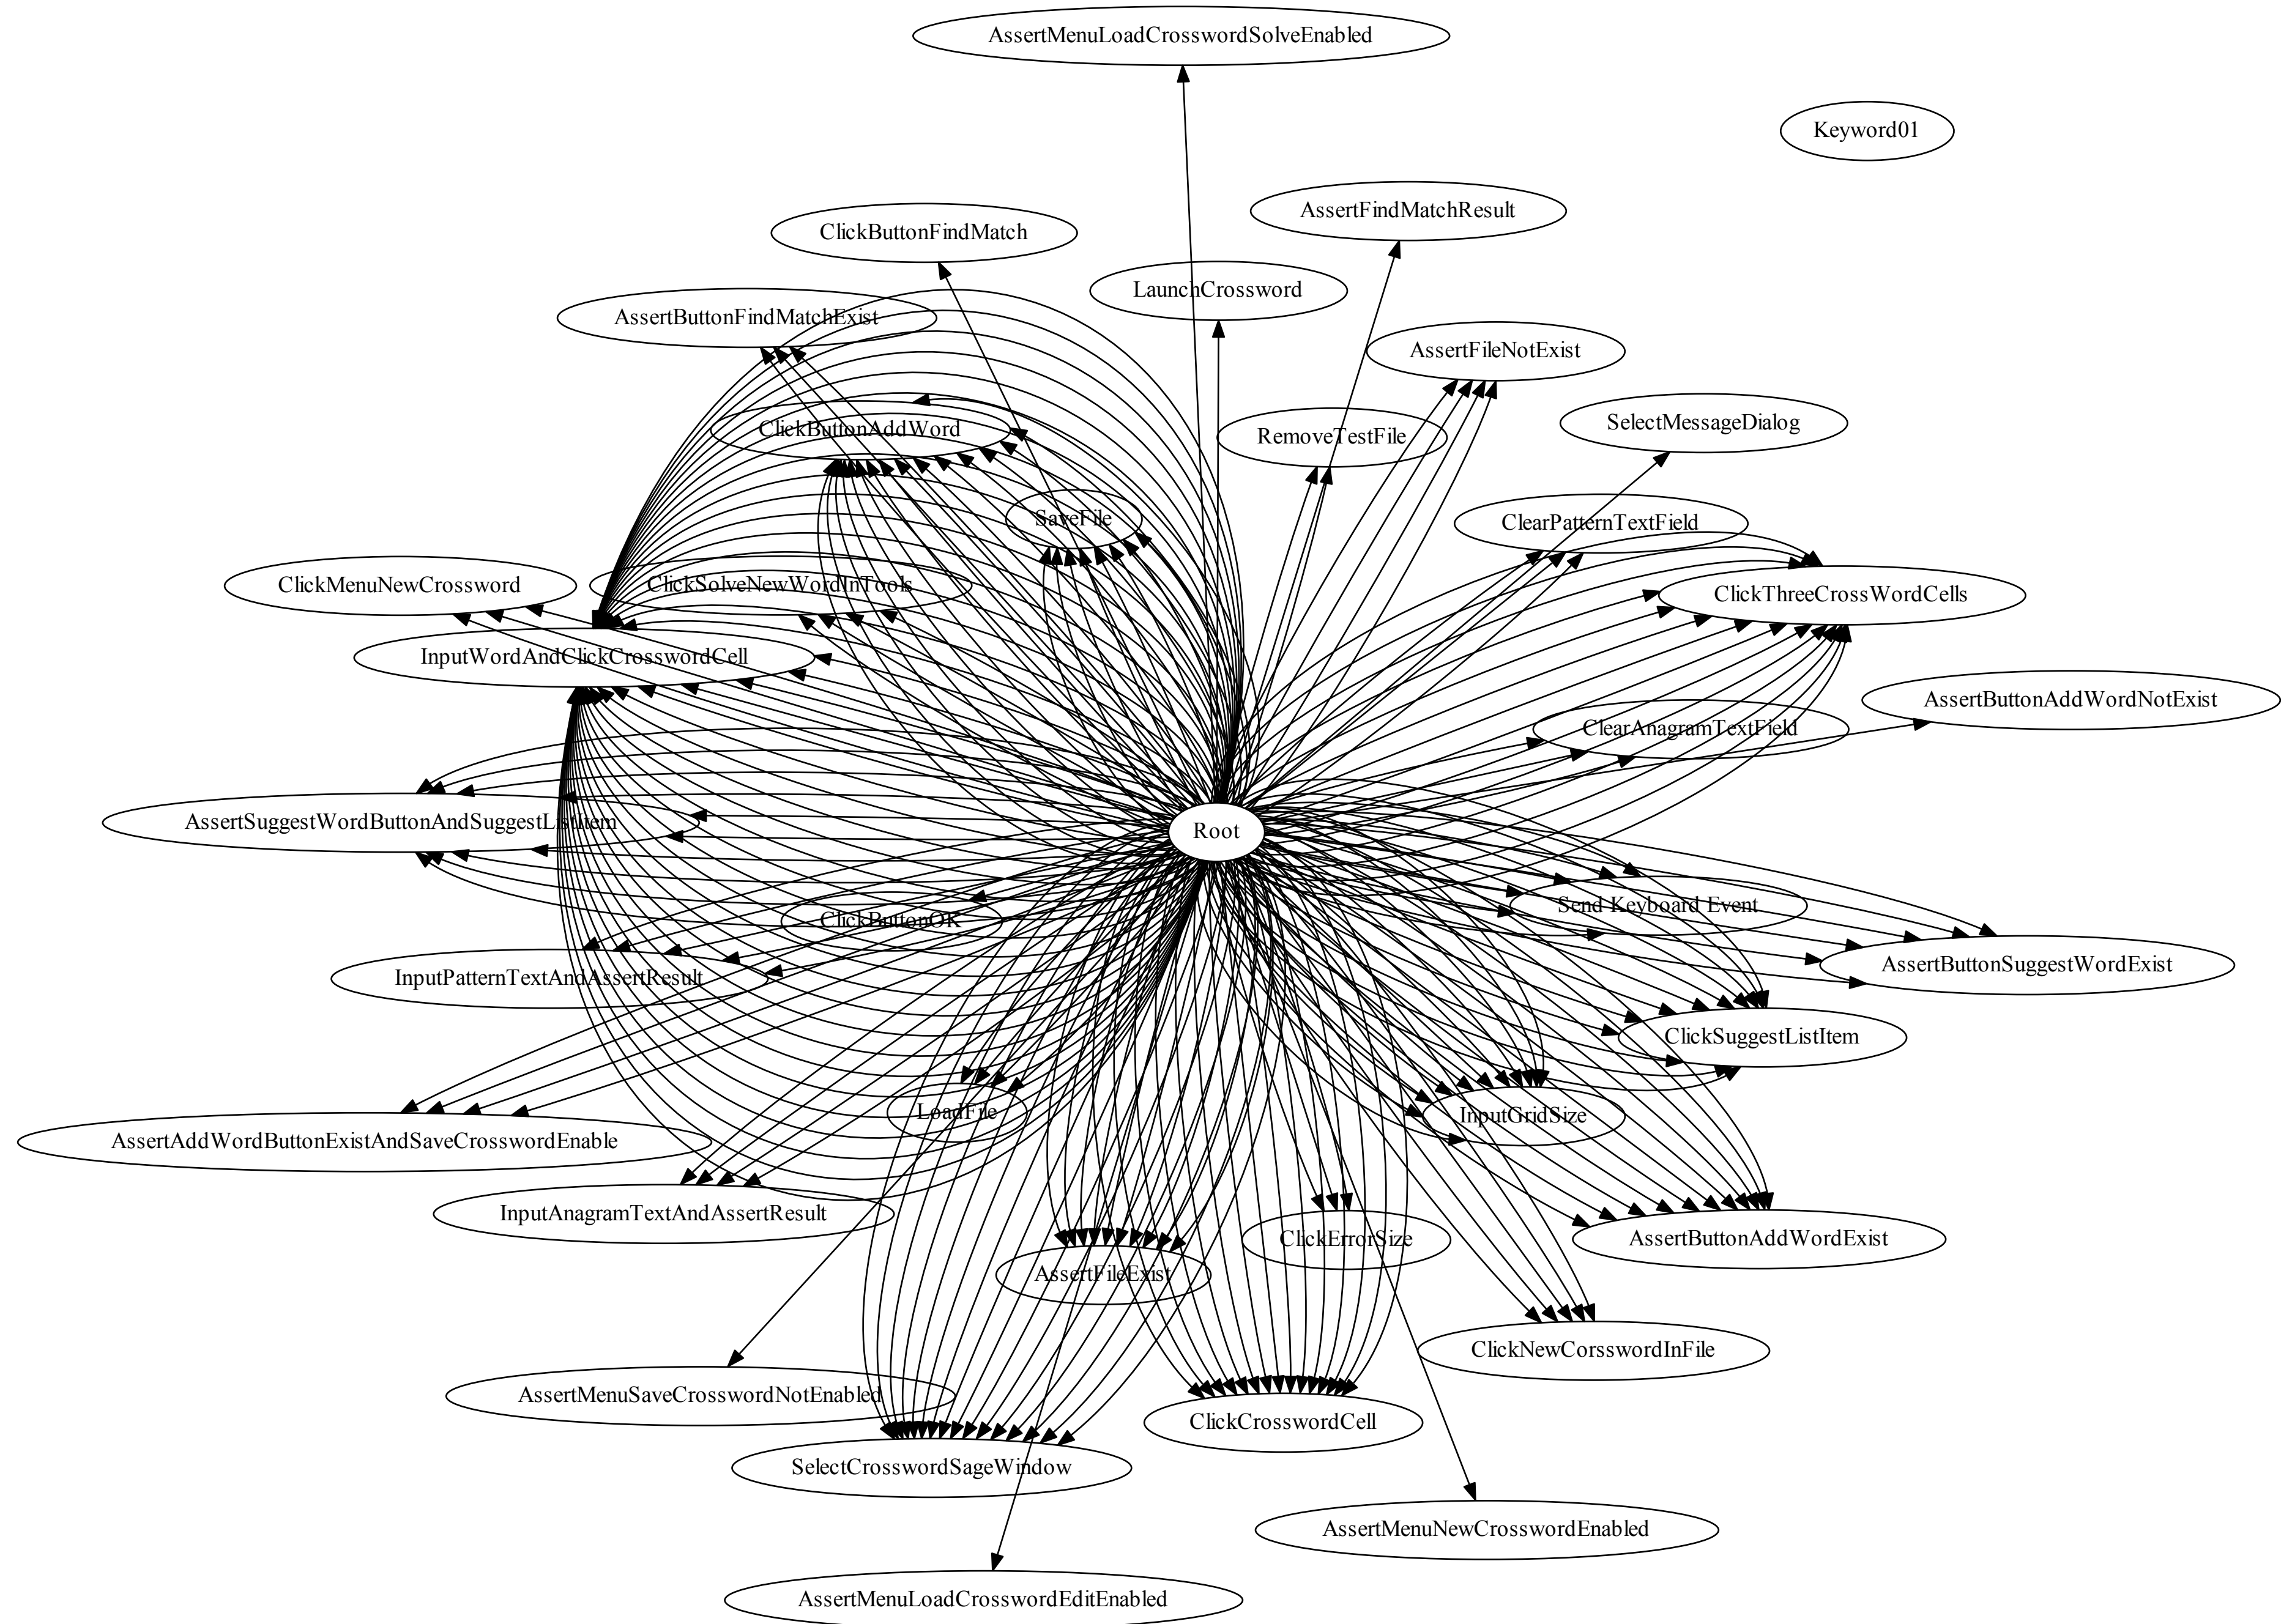 AssertMenuLoadCrosswordSolveEnabled
Keyword01
AssertFindMatchResult
ClickButtonFindMatch
LaunchCrossword
AssertButtonFindMatchExist
AssertFileNotExist
SelectMessageDialog
ClickButtonAddWord
RemoveTestFile
SaveFile
ClearPatternTextField
ClickMenuNewCrossword
ClickSolveNewWordInTools
ClickThreeCrossWordCells
InputWordAndClickCrosswordCell
AssertButtonAddWordNotExist
ClearAnagramTextField
AssertSuggestWordButtonAndSuggestListItem
Root
Send Keyboard Event
ClickButtonOK
AssertButtonSuggestWordExist
InputPatternTextAndAssertResult
ClickSuggestListItem
LoadFile
InputGridSize
AssertAddWordButtonExistAndSaveCrosswordEnable
InputAnagramTextAndAssertResult
ClickErrorSize
AssertButtonAddWordExist
AssertFileExist
ClickNewCorsswordInFile
AssertMenuSaveCrosswordNotEnabled
ClickCrosswordCell
SelectCrosswordSageWindow
AssertMenuNewCrosswordEnabled
AssertMenuLoadCrosswordEditEnabled